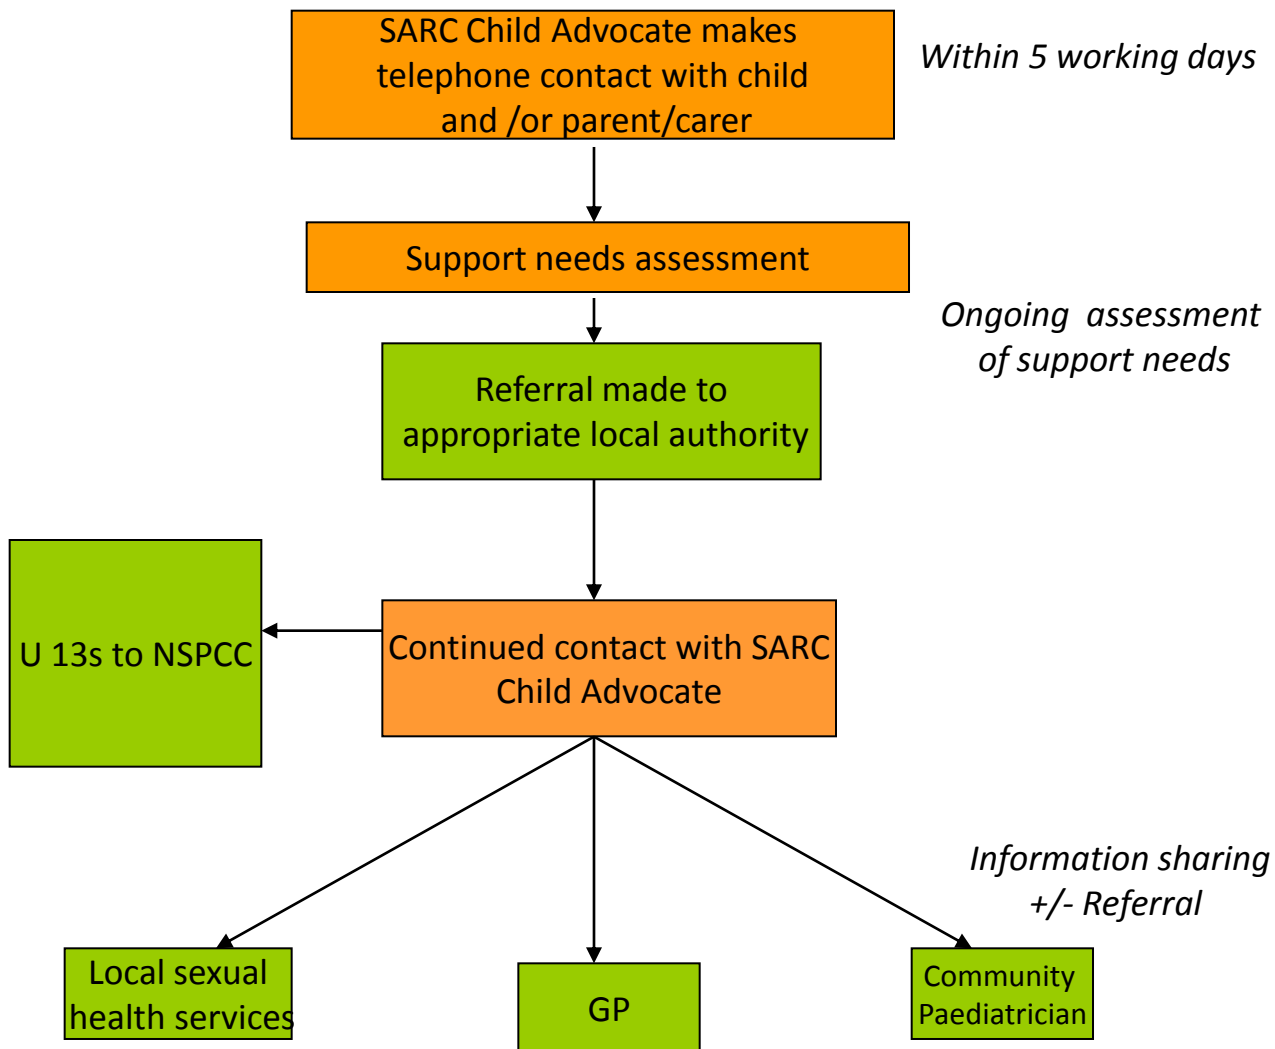 SARC Child Advocate makes
telephone contact with child
and /or parent/carer
Within 5 working days
Support needs assessment
Ongoing assessment
of support needs
Referral made to
appropriate local authority
U 13s to NSPCC
Continued contact with SARC
Child Advocate
Information sharing
+/- Referral
Local sexual
health services
GP
Community
Paediatrician